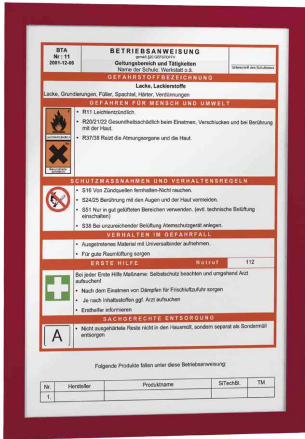 BTA
Nr : 11
2001-12-05
BETRIEBSANWEISUNG
gemäß §20 GEFSTOFFV
Geltungsbereich und Tätigkeiten
Name der Schule: Werkstatt o.ä.
Unterschrift des Schulleiters
GEFAHRSTOFFBEZEICHNUNG
Lacke, Lackierstoffe
Lacke, Grundierungen, Füller, Spachtel, Härter, Verdünnungen
GEFAHREN FÜR MENSCH UND UMWELT
• R11 Leichtentzündlich.
• R20/21/22 Gesundheitsschädlich beim Einatmen, Verschlucken und bei Berührung
mit der Haut.
• R37/38 Reizt die Atmungsorgane und die Haut.
SCHUTZMASSNAHMEN UND VERHALTENSREGELN
• S16 Von Zündquellen fernhalten-Nicht rauchen.
• S24/25 Berührung mit den Augen und der Haut vermeiden.
• S51 Nur in gut gelüfteten Bereichen verwenden. (evtl. technische Belüftung
einschalten)
• S38 Bei unzureichender Belüftung Atemschutzgerät anlegen.
VERHALTEN IM GEFAHRFALL
• Ausgetretenes Material mit Universalbinder aufnehmen.
• Für gute Raumlüftung sorgen
ERSTE HILFE Notruf 112
Bei jeder Erste Hilfe Maßname: Selbstschutz beachten und umgehend Arzt
aufsuchen!
• Nach dem Einatmen von Dämpfen für Frischluftzufuhr sorgen
• Je nach Inhaltsstoffen ggf. Arzt aufsuchen
• Ersthelfer informieren
SACHGERECHTE ENTSORGUNG
A
• Nicht ausgehärtete Reste nicht in den Hausmüll, sondern separat als Sondermüll
entsorgen
Folgende Produkte fallen unter diese Betriebsanweisung:
Nr. Hersteller Produktname SiTechBl. TM
1.